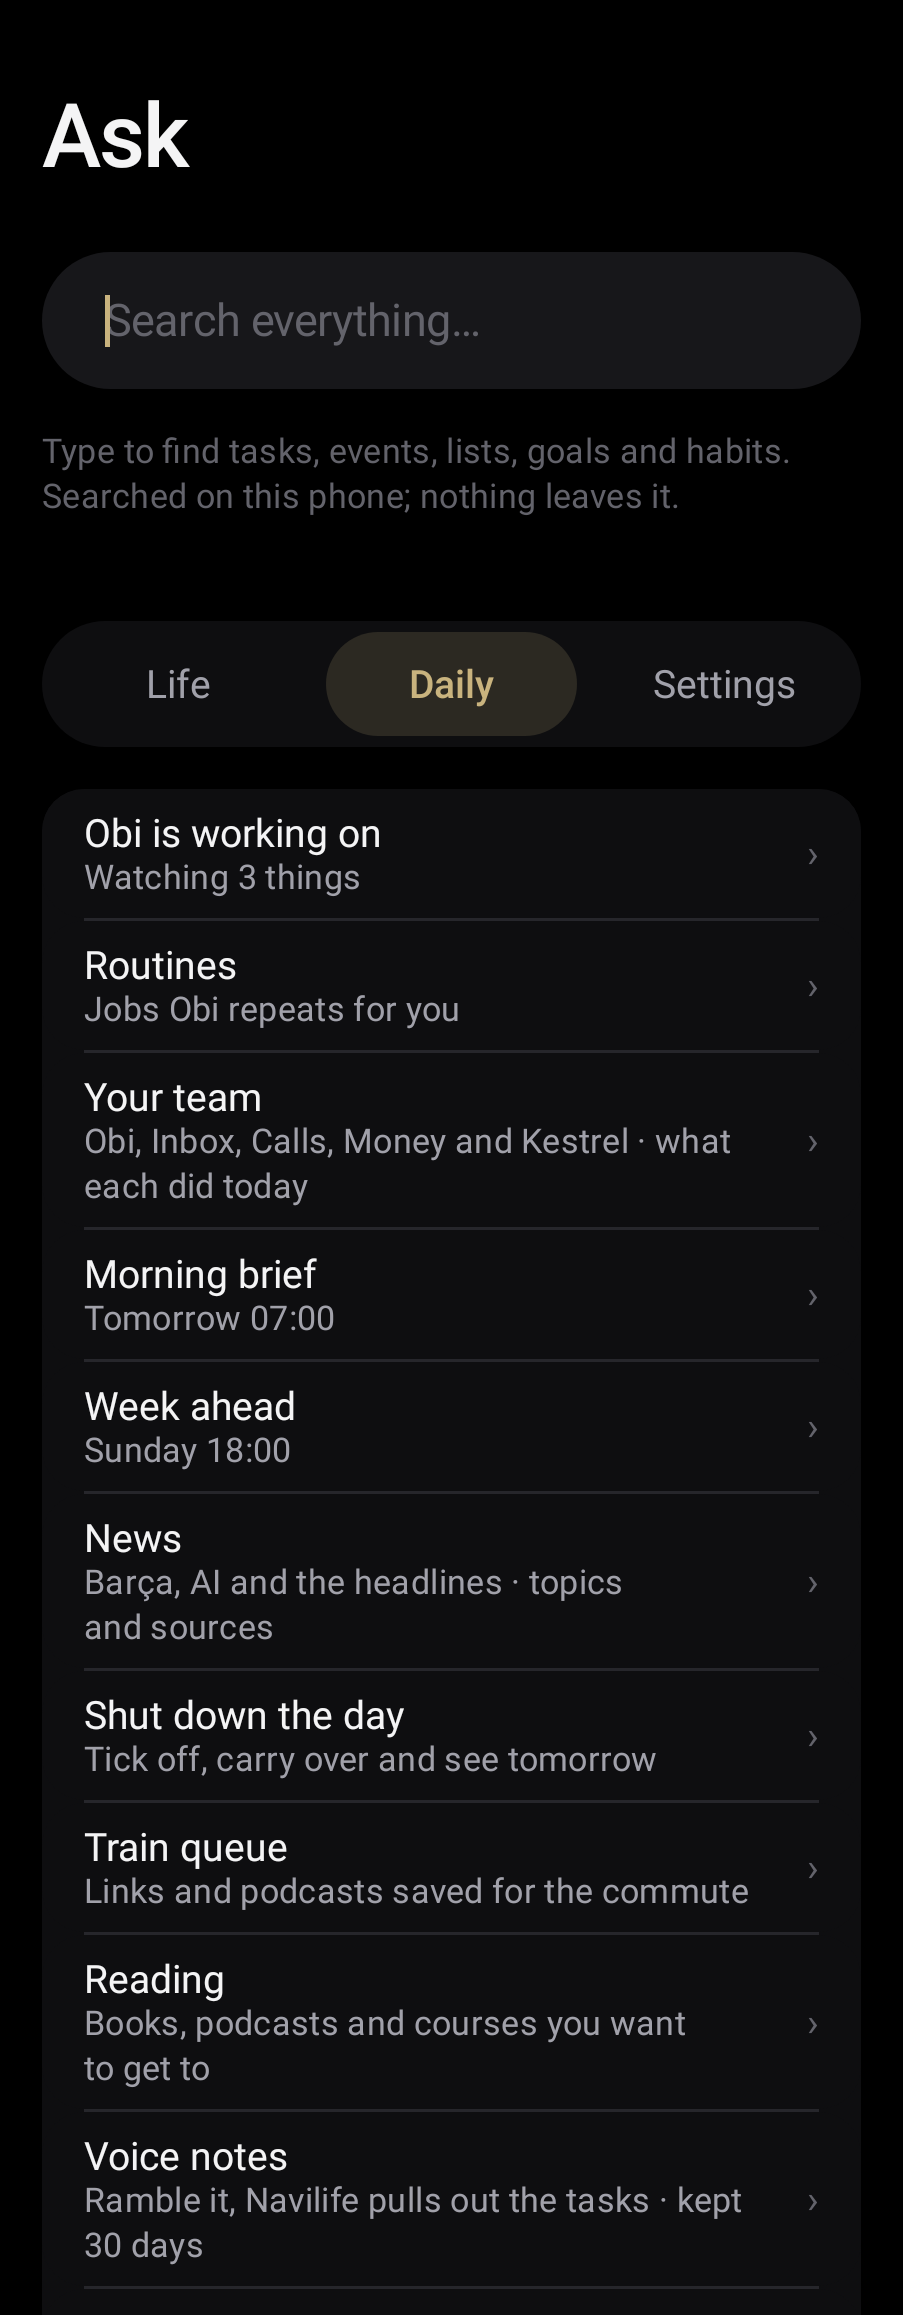 Ask
Search everything…
Type to find tasks, events, lists, goals and habits.
Searched on this phone; nothing leaves it.
Life
Daily
Settings
Obi is working on
Watching 3 things
›
Routines
Jobs Obi repeats for you
›
Your team
Obi, Inbox, Calls, Money and Kestrel · what
each did today
›
Morning brief
Tomorrow 07:00
›
Week ahead
Sunday 18:00
›
News
Barça, AI and the headlines · topics
and sources
›
Shut down the day
Tick off, carry over and see tomorrow
›
Train queue
Links and podcasts saved for the commute
›
Reading
Books, podcasts and courses you want
to get to
›
Voice notes
Ramble it, Navilife pulls out the tasks · kept
30 days
›